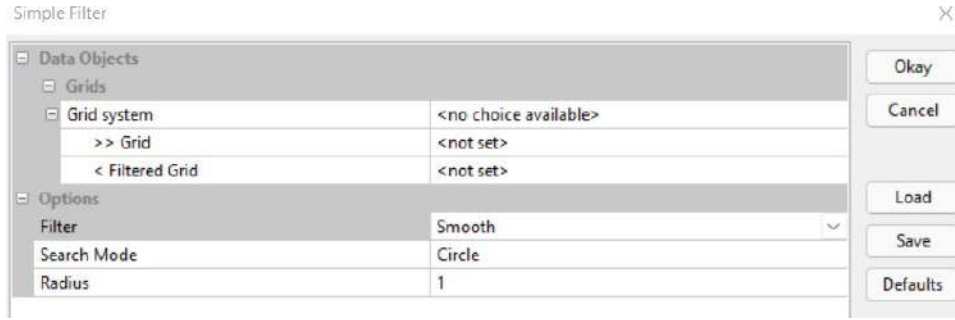 Simple Filter
Data Objects
Okay
Grids
Grid system <no choice available>
Cancel
>> Grid <not set>
< Filtered Grid <not set>
Options
Load
Filter Smooth
Save
Search Mode Circle
Radius 1
Defaults